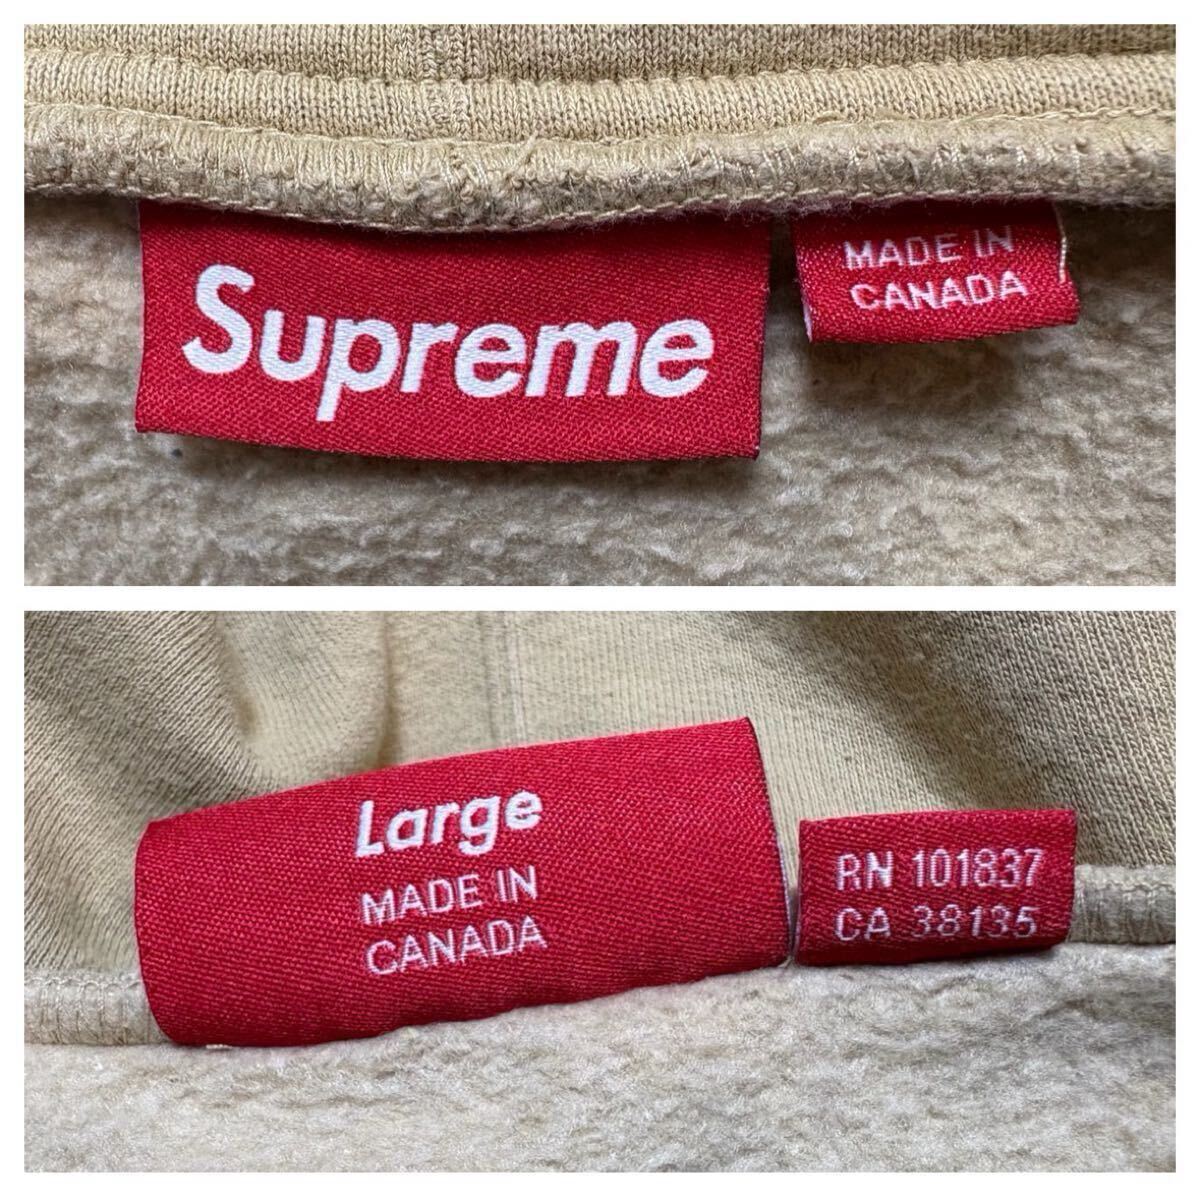 Supreme
MADE IN
CANADA
Large
MADE IN
CANADA
RN 101837
CA 38135